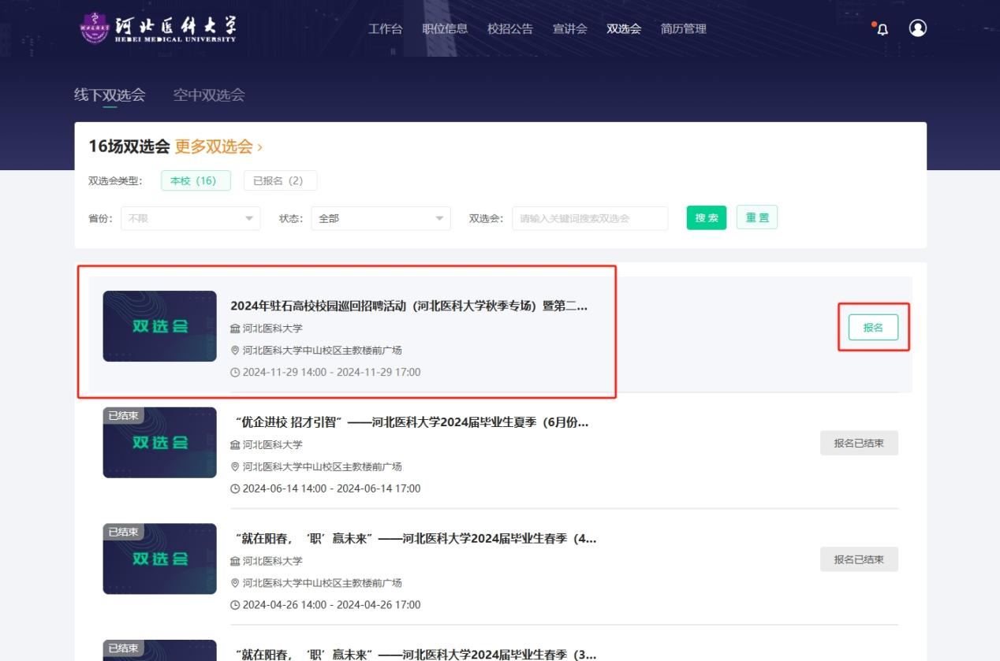 河北医科大学
HEBEI MEDICAL UNIVERSITY
工作台 职位信息 校招公告 宣讲会 双选会 简历管理
线下双选会 空中双选会
16场双选会 更多双选会 ›
双选会类型： 本校（16） 已报名（2）
省份： 不限 状态： 全部 双选会： 请输入关键词搜索双选会 搜 索 重 置
双选会
2024年驻石高校校园巡回招聘活动（河北医科大学秋季专场）暨第二...
河北医科大学
河北医科大学中山校区主教楼前广场
2024-11-29 14:00 - 2024-11-29 17:00
报名
已结束
双选会
“优企进校 招才引智”——河北医科大学2024届毕业生夏季（6月份...
河北医科大学
河北医科大学中山校区主教楼前广场
2024-06-14 14:00 - 2024-06-14 17:00
报名已结束
已结束
双选会
“就在阳春，‘职’赢未来”——河北医科大学2024届毕业生春季（4...
河北医科大学
河北医科大学中山校区主教楼前广场
2024-04-26 14:00 - 2024-04-26 17:00
报名已结束
已结束
“就在阳春，‘职’赢未来”——河北医科大学2024届毕业生春季（3...